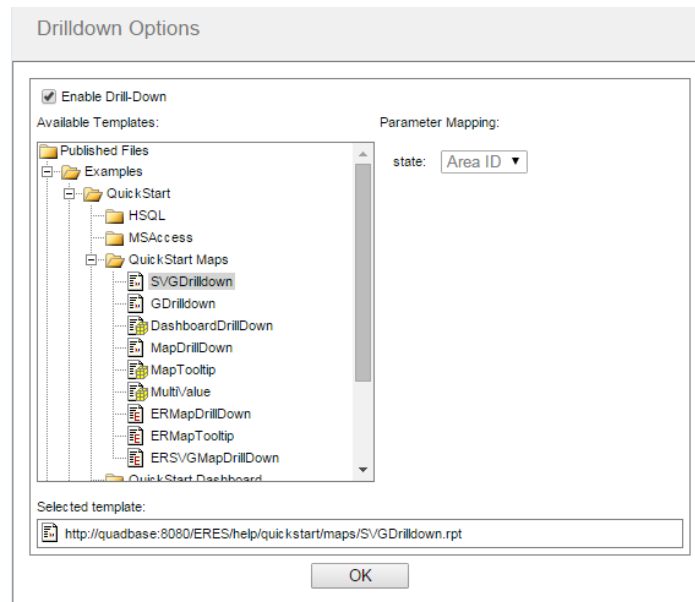 Drilldown Options
Enable Drill-Down
Available Templates:
Parameter Mapping:
Published Files
state: Area ID
Examples
QuickStart
HSQL
MSAccess
QuickStart Maps
SVGDrilldown
GDrilldown
DashboardDrillDown
MapDrillDown
MapTooltip
MultiValue
ERMapDrillDown
ERMapTooltip
ERSVGMapDrillDown
QuickStart Dashboard
Selected template:
http://quadbase:8080/ERES/help/quickstart/maps/SVGDrilldown.rpt
OK